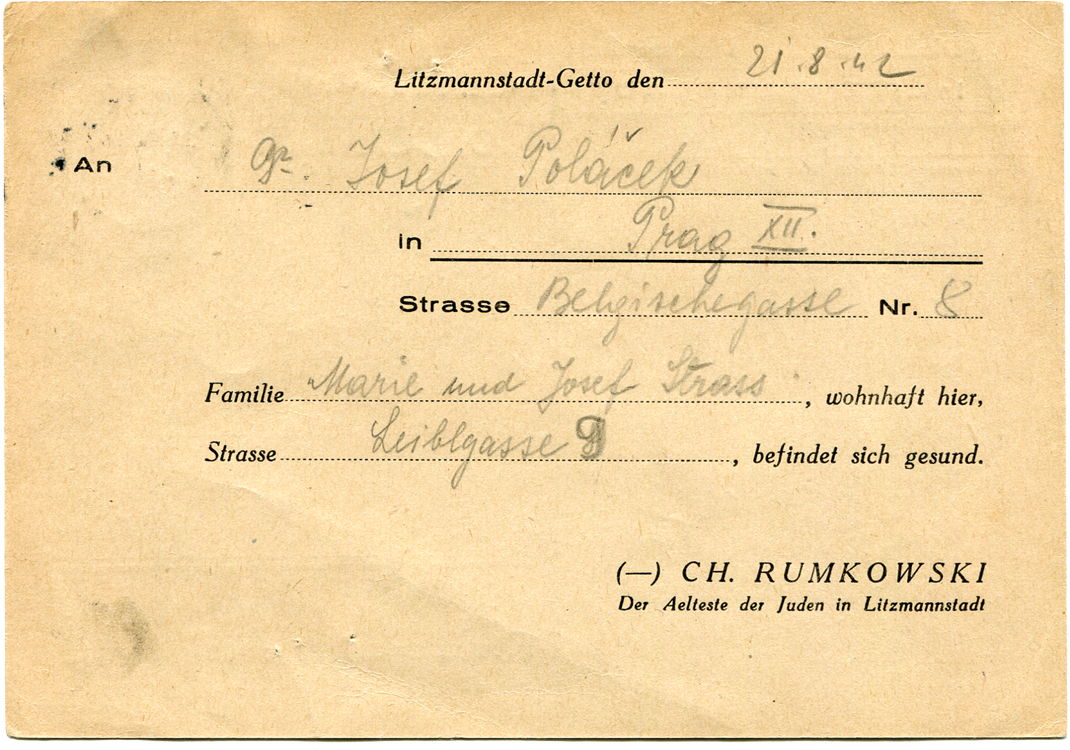 Litzmannstadt-Getto den 21.8.42
An Josef Poláček
in Prag XII.
Strasse Belgischegasse Nr. 8
Familie Marie und Josef Strass, wohnhaft hier,
Strasse Leiblgasse 9, befindet sich gesund.
(—) CH. RUMKOWSKI
Der Aelteste der Juden in Litzmannstadt